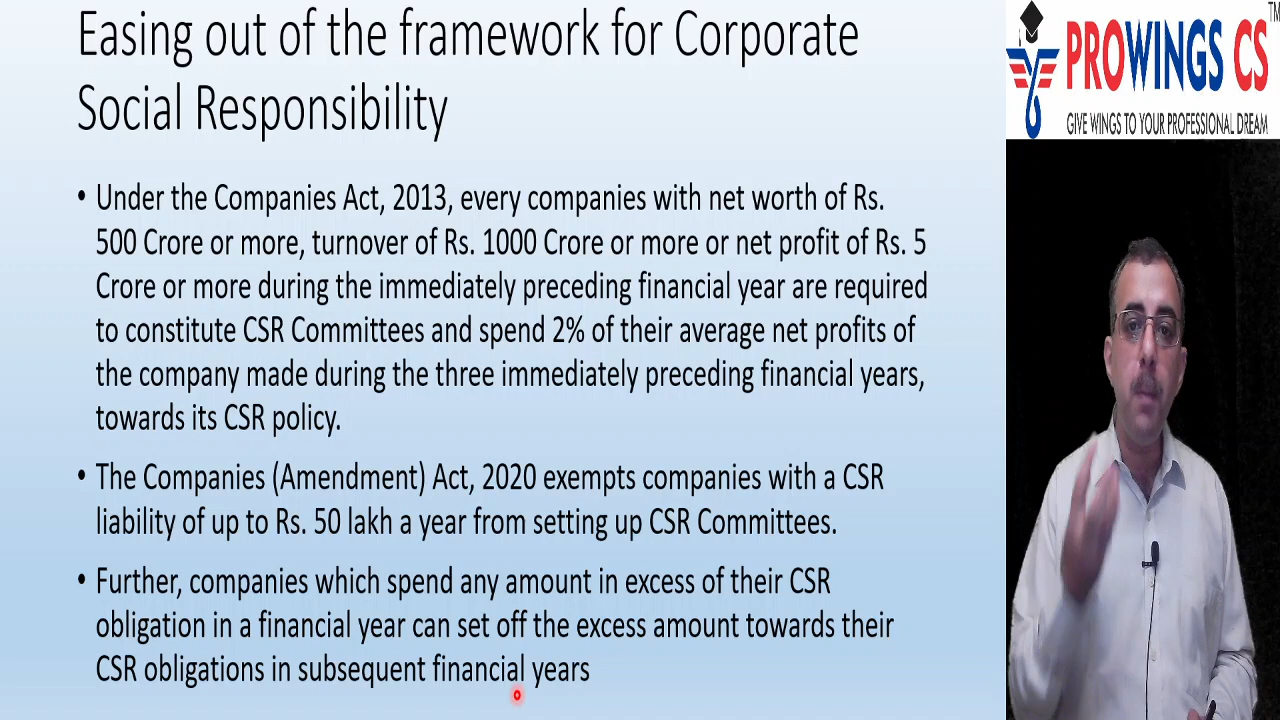 Easing out of the framework for Corporate
Social Responsibility
• Under the Companies Act, 2013, every companies with net worth of Rs.
500 Crore or more, turnover of Rs. 1000 Crore or more or net profit of Rs. 5
Crore or more during the immediately preceding financial year are required
to constitute CSR Committees and spend 2% of their average net profits of
the company made during the three immediately preceding financial years,
towards its CSR policy.
• The Companies (Amendment) Act, 2020 exempts companies with a CSR
liability of up to Rs. 50 lakh a year from setting up CSR Committees.
• Further, companies which spend any amount in excess of their CSR
obligation in a financial year can set off the excess amount towards their
CSR obligations in subsequent financial years
TM
PROWINGS CS
GIVE WINGS TO YOUR PROFESSIONAL DREAM